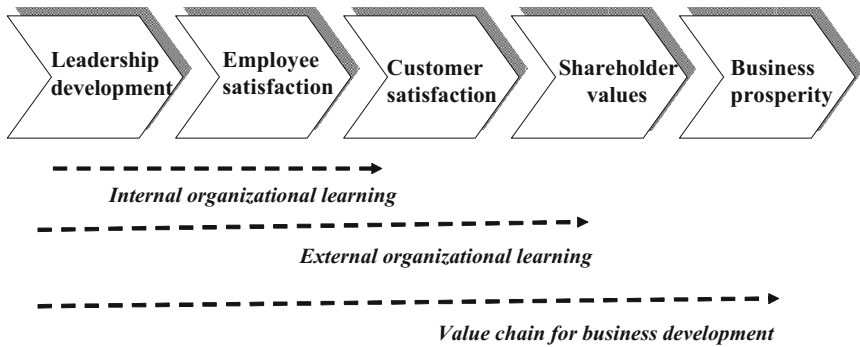 Leadership
development
Employee
satisfaction
Customer
satisfaction
Shareholder
values
Business
prosperity
Internal organizational learning
External organizational learning
Value chain for business development